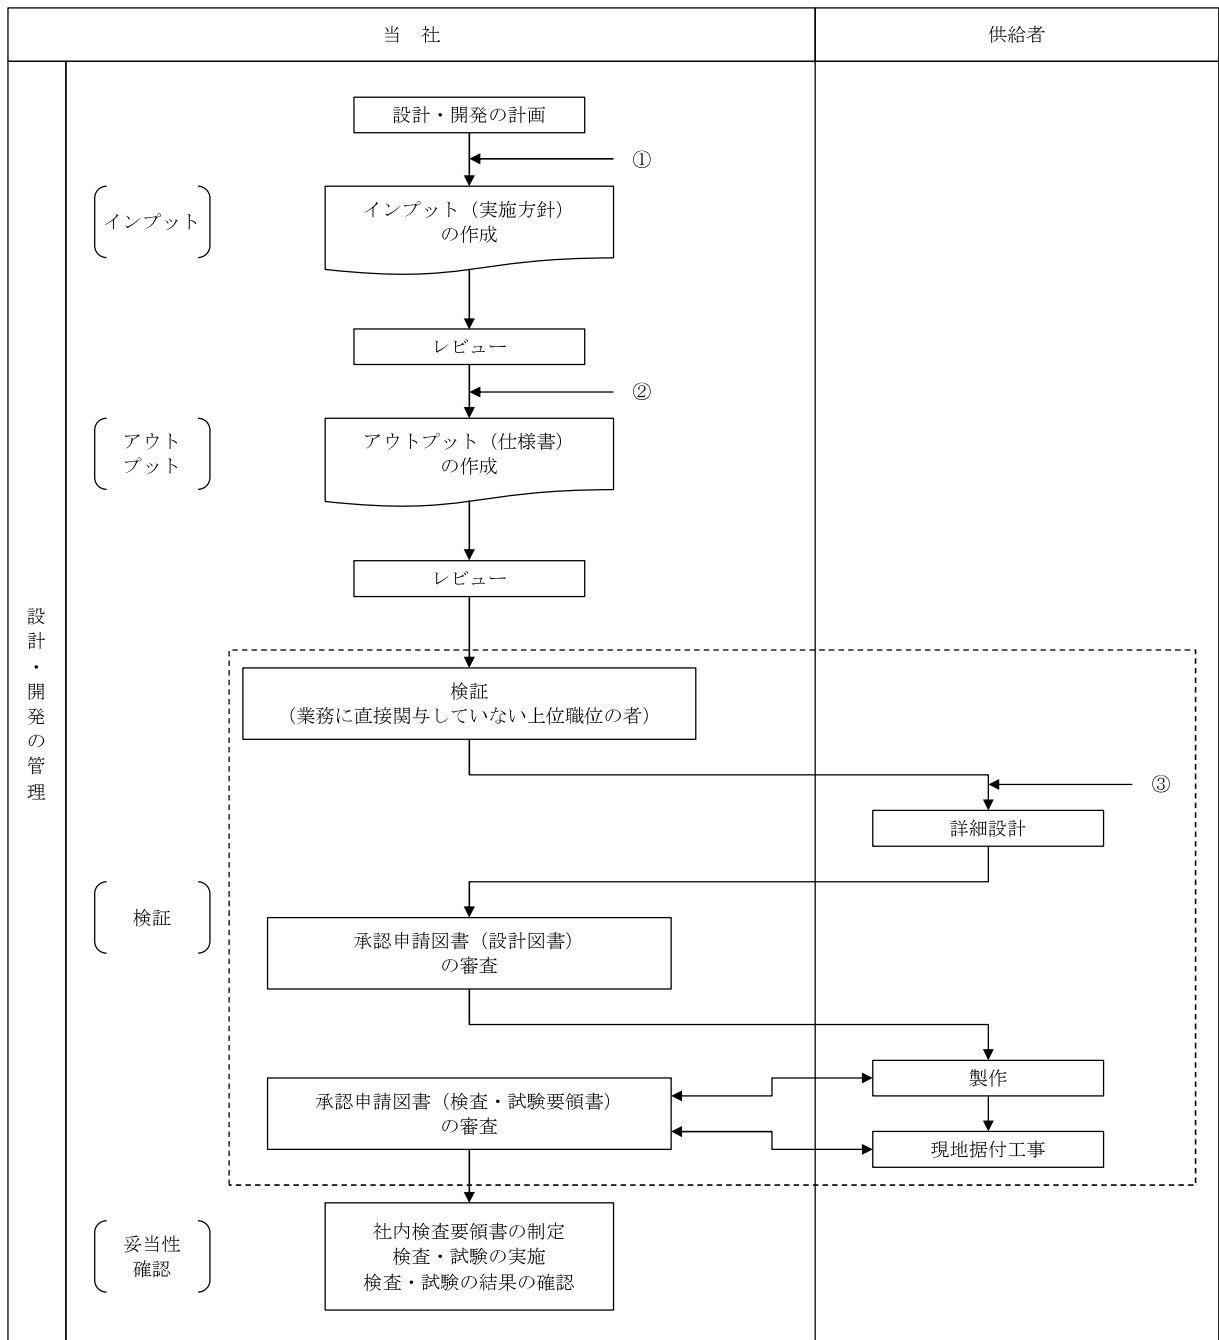 当　社
供給者
設計・開発の管理
設計・開発の計画
①
インプット
インプット（実施方針）
の作成
レビュー
②
アウト
プット
アウトプット（仕様書）
の作成
レビュー
検証
（業務に直接関与していない上位職位の者）
③
詳細設計
検証
承認申請図書（設計図書）
の審査
製作
承認申請図書（検査・試験要領書）
の審査
現地据付工事
妥当性
確認
社内検査要領書の制定
検査・試験の実施
検査・試験の結果の確認